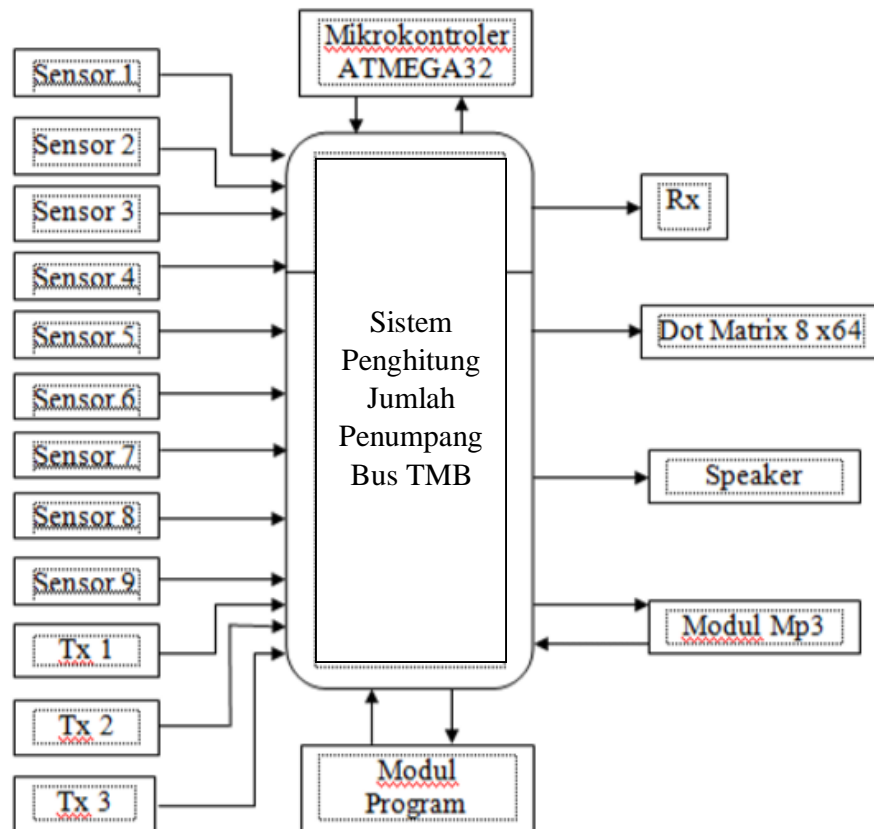 Mikrokontroler
ATMEGA32
Sensor 1
Sensor 2
Sensor 3
Sensor 4
Sensor 5
Sensor 6
Sensor 7
Sensor 8
Sensor 9
Tx 1
Tx 2
Tx 3
Sistem
Penghitung
Jumlah
Penumpang
Bus TMB
Rx
Dot Matrix 8 x64
Speaker
Modul Mp3
Modul
Program